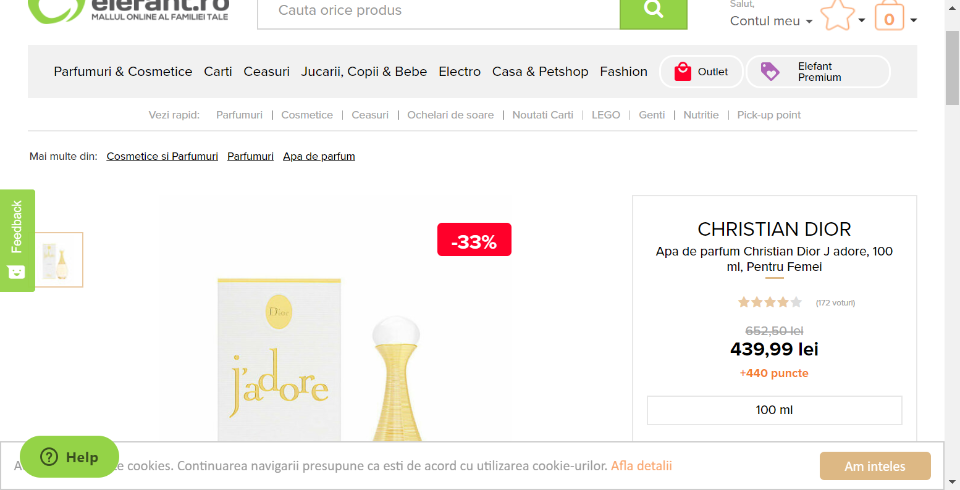 elefant.ro
MALLUL ONLINE AL FAMILIEI TALE
Cauta orice produs
Salut,
Contul meu
0
Parfumuri & Cosmetice Carti Ceasuri Jucarii, Copii & Bebe Electro Casa & Petshop Fashion Outlet Elefant Premium
Vezi rapid: Parfumuri | Cosmetice | Ceasuri | Ochelari de soare | Noutati Carti | LEGO | Genti | Nutritie | Pick-up point
Mai multe din: Cosmetice si Parfumuri Parfumuri Apa de parfum
Feedback
-33%
Dior
j'adore
CHRISTIAN DIOR
Apa de parfum Christian Dior J adore, 100
ml, Pentru Femei
(172 voturi)
652,50 lei
439,99 lei
+440 puncte
100 ml
Help
cookies. Continuarea navigarii presupune ca esti de acord cu utilizarea cookie-urilor. Afla detalii
Am inteles